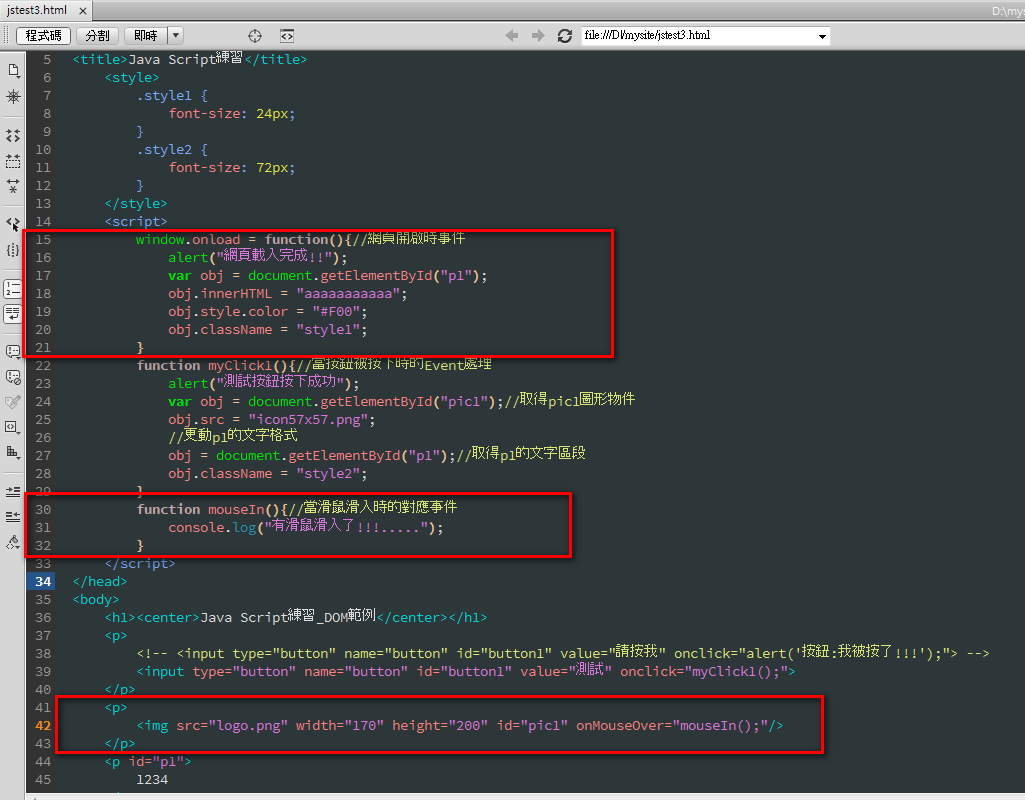 jstest3.html ×
D:\mys
程式碼 分割 即時
file:///D|/mysite/jstest3.html
5 <title>Java Script練習</title>
6 <style>
7 .style1 {
8 font-size: 24px;
9 }
10 .style2 {
11 font-size: 72px;
12 }
13 </style>
14 <script>
15 window.onload = function(){//網頁開啟時事件
16 alert("網頁載入完成!!");
17 var obj = document.getElementById("p1");
18 obj.innerHTML = "aaaaaaaaaaa";
19 obj.style.color = "#F00";
20 obj.className = "style1";
21 }
22 function myClick1(){//當按鈕被按下時的Event處理
23 alert("測試按鈕按下成功");
24 var obj = document.getElementById("pic1");//取得pic1圖形物件
25 obj.src = "icon57x57.png";
26 //更動p1的文字格式
27 obj = document.getElementById("p1");//取得p1的文字區段
28 obj.className = "style2";
29 }
30 function mouseIn(){//當滑鼠滑入時的對應事件
31 console.log("有滑鼠滑入了!!!.....");
32 }
33 </script>
34 </head>
35 <body>
36 <h1><center>Java Script練習_DOM範例</center></h1>
37 <p>
38 <!-- <input type="button" name="button" id="button1" value="請按我" onclick="alert('按鈕:我被按了!!!');"> -->
39 <input type="button" name="button" id="button1" value="測試" onclick="myClick1();">
40 </p>
41 <p>
42 <img src="logo.png" width="170" height="200" id="pic1" onMouseOver="mouseIn();"/>
43 </p>
44 <p id="p1">
45 1234